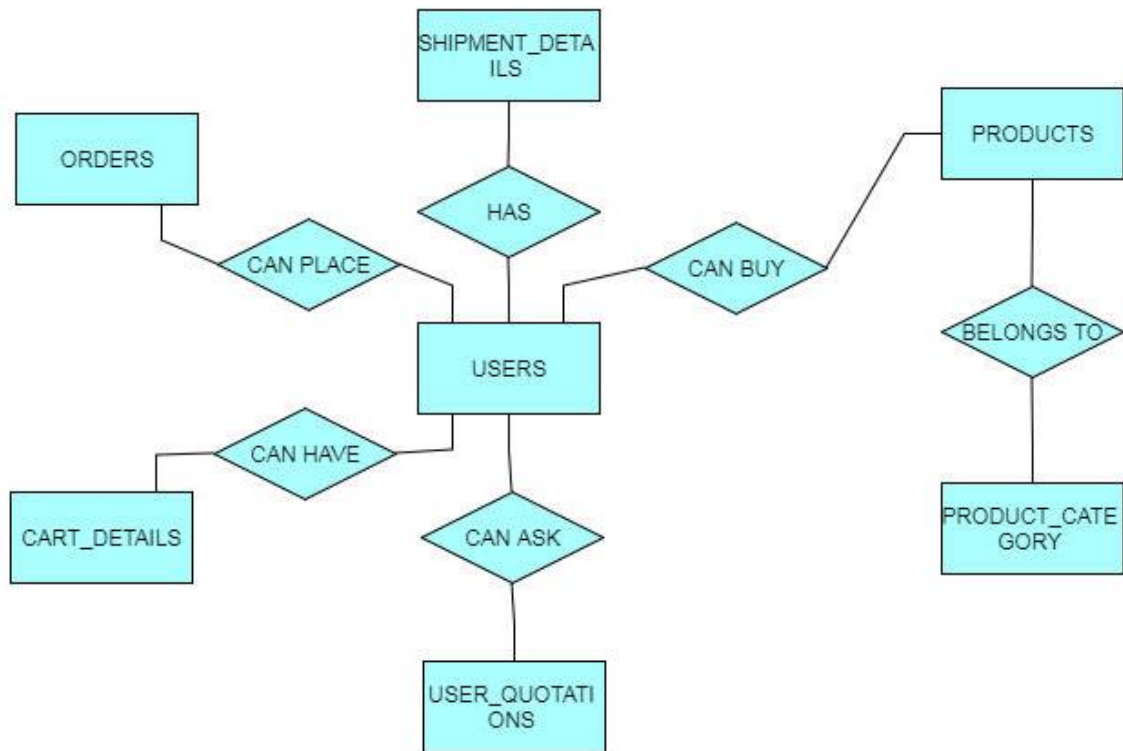 SHIPMENT_DETA
ILS
ORDERS
PRODUCTS
HAS
CAN PLACE
CAN BUY
BELONGS TO
USERS
CAN HAVE
CART_DETAILS
CAN ASK
PRODUCT_CATE
GORY
USER_QUOTATI
ONS